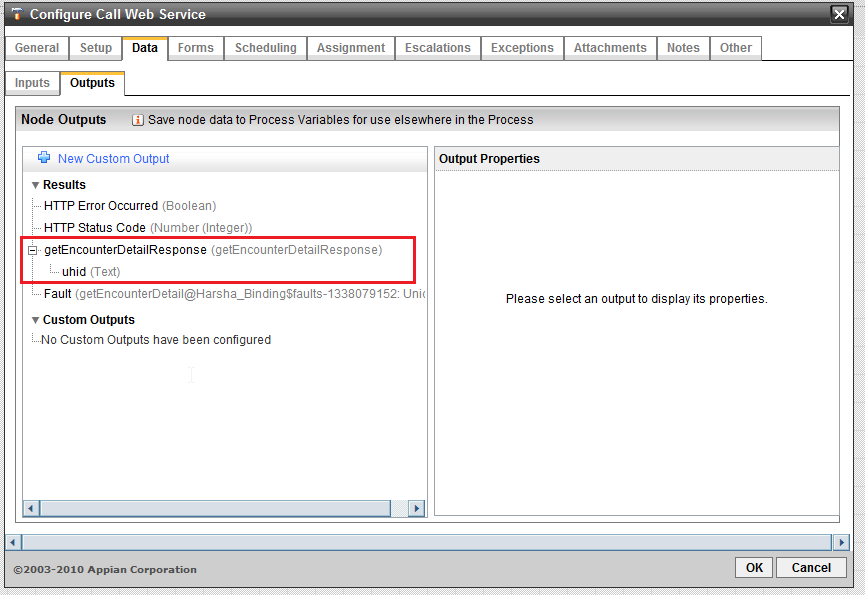 Configure Call Web Service
General Setup Data Forms Scheduling Assignment Escalations Exceptions Attachments Notes Other
Inputs Outputs
Node Outputs Save node data to Process Variables for use elsewhere in the Process
New Custom Output
Output Properties
Results
HTTP Error Occurred (Boolean)
HTTP Status Code (Number (Integer))
getEncounterDetailResponse (getEncounterDetailResponse)
uhid (Text)
Fault (getEncounterDetail@Harsha_Binding$faults-1338079152: Unic
Custom Outputs
No Custom Outputs have been configured
Please select an output to display its properties.
©2003-2010 Appian Corporation
OK Cancel